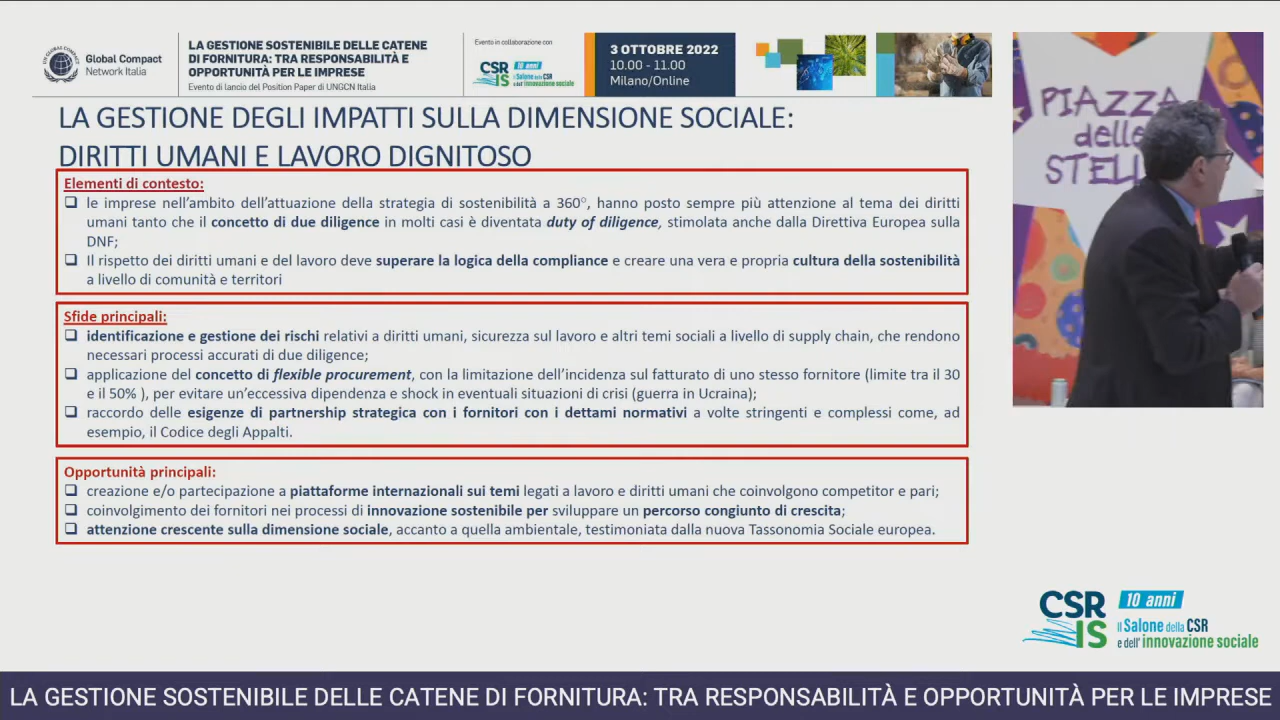 Global Compact
Network Italia
LA GESTIONE SOSTENIBILE DELLE CATENE
DI FORNITURA: TRA RESPONSABILITÀ E
OPPORTUNITÀ PER LE IMPRESE
Evento di lancio del Position Paper di UNGCN Italia
Evento in collaborazione con
CSR
IS
10 anni
il Salone della CSR
e dell'innovazione sociale
3 OTTOBRE 2022
10.00 - 11.00
Milano/Online
LA GESTIONE DEGLI IMPATTI SULLA DIMENSIONE SOCIALE:
DIRITTI UMANI E LAVORO DIGNITOSO
Elementi di contesto:
❑ le imprese nell'ambito dell'attuazione della strategia di sostenibilità a 360°, hanno posto sempre più attenzione al tema dei diritti
umani tanto che il concetto di due diligence in molti casi è diventata duty of diligence, stimolata anche dalla Direttiva Europea sulla
DNF;
❑ Il rispetto dei diritti umani e del lavoro deve superare la logica della compliance e creare una vera e propria cultura della sostenibilità
a livello di comunità e territori
Sfide principali:
❑ identificazione e gestione dei rischi relativi a diritti umani, sicurezza sul lavoro e altri temi sociali a livello di supply chain, che rendono
necessari processi accurati di due diligence;
❑ applicazione del concetto di flexible procurement, con la limitazione dell'incidenza sul fatturato di uno stesso fornitore (limite tra il 30
e il 50% ), per evitare un'eccessiva dipendenza e shock in eventuali situazioni di crisi (guerra in Ucraina);
❑ raccordo delle esigenze di partnership strategica con i fornitori con i dettami normativi a volte stringenti e complessi come, ad
esempio, il Codice degli Appalti.
Opportunità principali:
❑ creazione e/o partecipazione a piattaforme internazionali sui temi legati a lavoro e diritti umani che coinvolgono competitor e pari;
❑ coinvolgimento dei fornitori nei processi di innovazione sostenibile per sviluppare un percorso congiunto di crescita;
❑ attenzione crescente sulla dimensione sociale, accanto a quella ambientale, testimoniata dalla nuova Tassonomia Sociale europea.
PIAZZA
delle
CSR
IS
10 anni
il Salone della CSR
e dell'innovazione sociale
LA GESTIONE SOSTENIBILE DELLE CATENE DI FORNITURA: TRA RESPONSABILITÀ E OPPORTUNITÀ PER LE IMPRESE